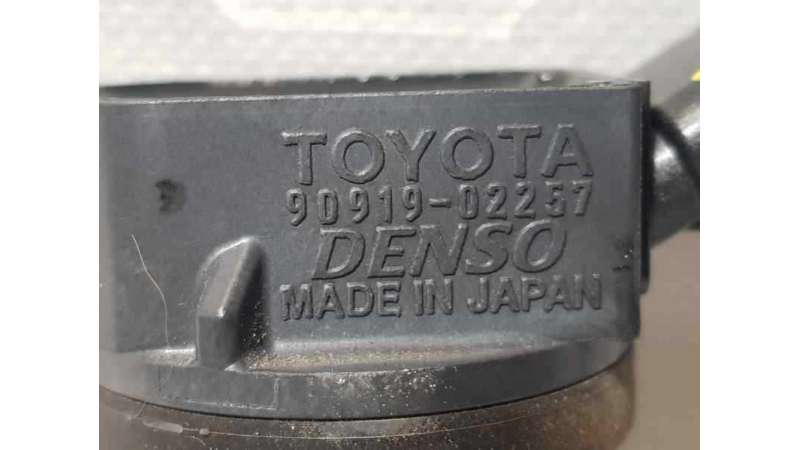 TOYOTA
90919-02257
DENSO
MADE IN JAPAN